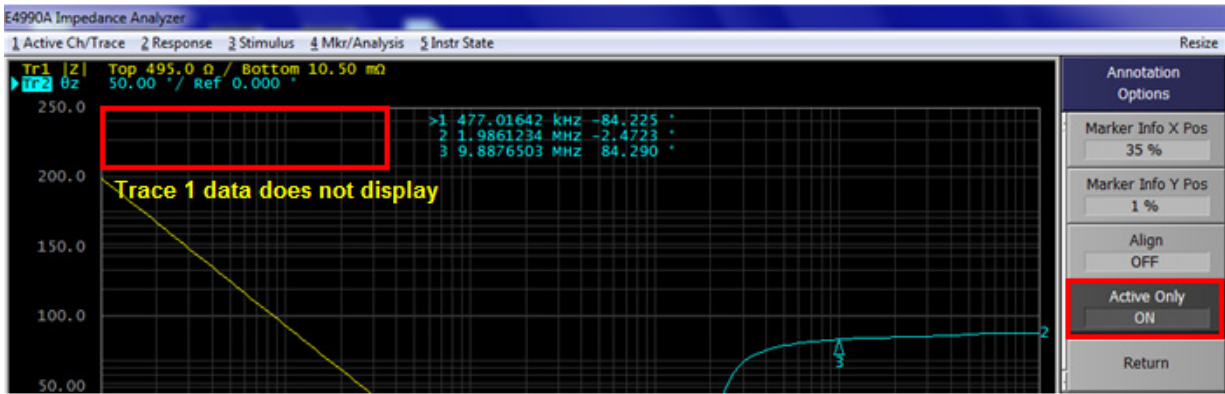 E4990A Impedance Analyzer
1 Active Ch/Trace 2 Response 3 Stimulus 4 Mkr/Analysis 5 Instr State Resize
Tr1 |Z| Top 495.0 Ω / Bottom 10.50 mΩ
Tr2 θz 50.00 °/ Ref 0.000 °
250.0
>1 477.01642 kHz -84.225 °
2 1.9861234 MHz -2.4723 °
3 9.8876503 MHz 84.290 °
200.0
Trace 1 data does not display
150.0
100.0
50.00
2
3
Annotation
Options
Marker Info X Pos
35 %
Marker Info Y Pos
1 %
Align
OFF
Active Only
ON
Return